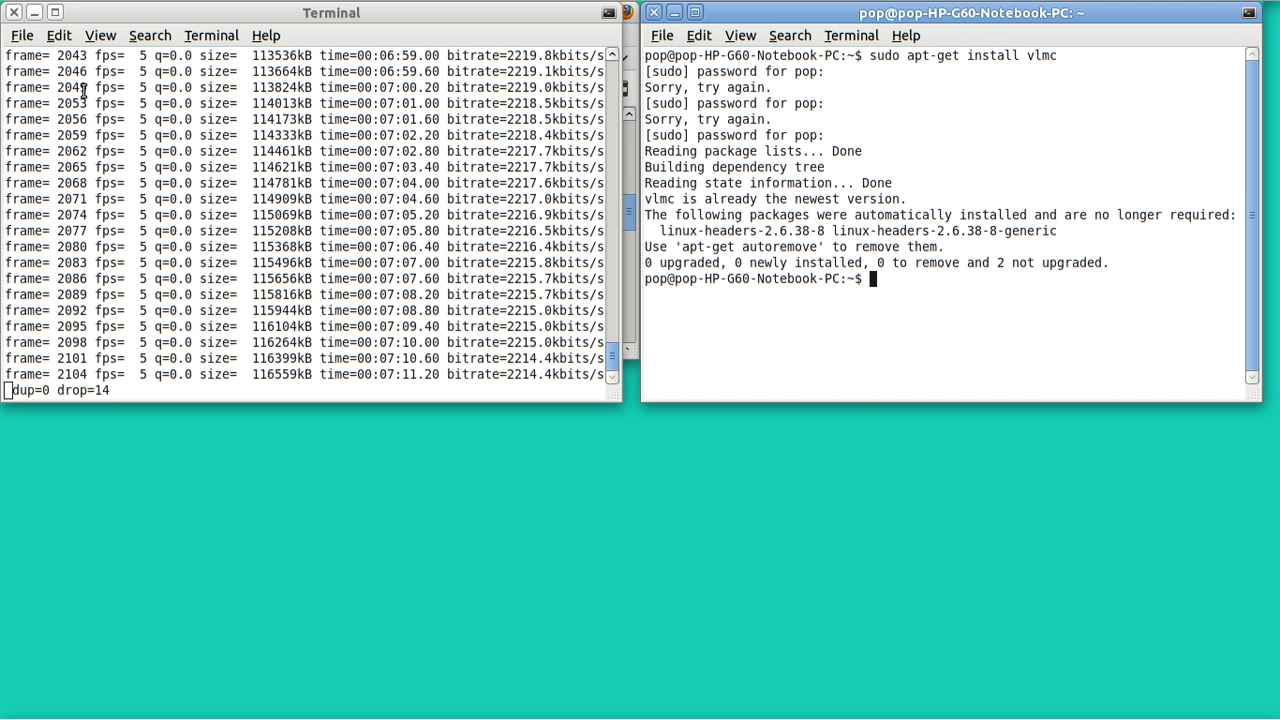 Terminal
File Edit View Search Terminal Help
frame= 2043 fps=  5 q=0.0 size=  113536kB time=00:06:59.00 bitrate=2219.8kbits/s
frame= 2046 fps=  5 q=0.0 size=  113664kB time=00:06:59.60 bitrate=2219.1kbits/s
frame= 2049 fps=  5 q=0.0 size=  113824kB time=00:07:00.20 bitrate=2219.0kbits/s
frame= 2053 fps=  5 q=0.0 size=  114013kB time=00:07:01.00 bitrate=2218.5kbits/s
frame= 2056 fps=  5 q=0.0 size=  114173kB time=00:07:01.60 bitrate=2218.5kbits/s
frame= 2059 fps=  5 q=0.0 size=  114333kB time=00:07:02.20 bitrate=2218.4kbits/s
frame= 2062 fps=  5 q=0.0 size=  114461kB time=00:07:02.80 bitrate=2217.7kbits/s
frame= 2065 fps=  5 q=0.0 size=  114621kB time=00:07:03.40 bitrate=2217.7kbits/s
frame= 2068 fps=  5 q=0.0 size=  114781kB time=00:07:04.00 bitrate=2217.6kbits/s
frame= 2071 fps=  5 q=0.0 size=  114909kB time=00:07:04.60 bitrate=2217.0kbits/s
frame= 2074 fps=  5 q=0.0 size=  115069kB time=00:07:05.20 bitrate=2216.9kbits/s
frame= 2077 fps=  5 q=0.0 size=  115208kB time=00:07:05.80 bitrate=2216.5kbits/s
frame= 2080 fps=  5 q=0.0 size=  115368kB time=00:07:06.40 bitrate=2216.4kbits/s
frame= 2083 fps=  5 q=0.0 size=  115496kB time=00:07:07.00 bitrate=2215.8kbits/s
frame= 2086 fps=  5 q=0.0 size=  115656kB time=00:07:07.60 bitrate=2215.7kbits/s
frame= 2089 fps=  5 q=0.0 size=  115816kB time=00:07:08.20 bitrate=2215.7kbits/s
frame= 2092 fps=  5 q=0.0 size=  115944kB time=00:07:08.80 bitrate=2215.0kbits/s
frame= 2095 fps=  5 q=0.0 size=  116104kB time=00:07:09.40 bitrate=2215.0kbits/s
frame= 2098 fps=  5 q=0.0 size=  116264kB time=00:07:10.00 bitrate=2215.0kbits/s
frame= 2101 fps=  5 q=0.0 size=  116399kB time=00:07:10.60 bitrate=2214.4kbits/s
frame= 2104 fps=  5 q=0.0 size=  116559kB time=00:07:11.20 bitrate=2214.4kbits/s
dup=0 drop=14
pop@pop-HP-G60-Notebook-PC: ~
File Edit View Search Terminal Help
pop@pop-HP-G60-Notebook-PC:~$ sudo apt-get install vlmc
[sudo] password for pop:
Sorry, try again.
[sudo] password for pop:
Sorry, try again.
[sudo] password for pop:
Reading package lists... Done
Building dependency tree
Reading state information... Done
vlmc is already the newest version.
The following packages were automatically installed and are no longer required:
  linux-headers-2.6.38-8 linux-headers-2.6.38-8-generic
Use 'apt-get autoremove' to remove them.
0 upgraded, 0 newly installed, 0 to remove and 2 not upgraded.
pop@pop-HP-G60-Notebook-PC:~$